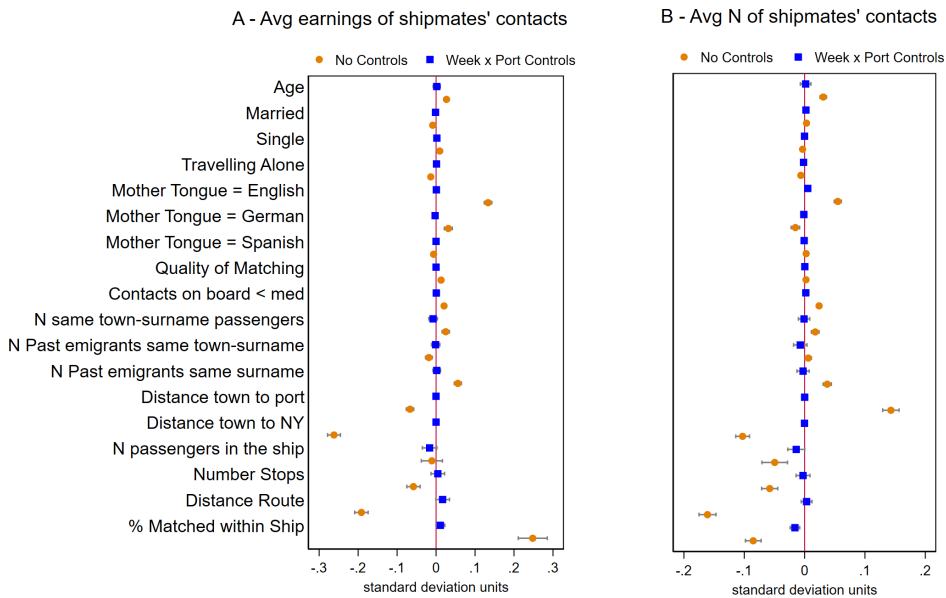 A - Avg earnings of shipmates' contacts
No Controls
Week x Port Controls
Age
Married
Single
Travelling Alone
Mother Tongue = English
Mother Tongue = German
Mother Tongue = Spanish
Quality of Matching
Contacts on board < med
N same town-surname passengers
N Past emigrants same town-surname
N Past emigrants same surname
Distance town to port
Distance town to NY
N passengers in the ship
Number Stops
Distance Route
% Matched within Ship
-.3 -.2 -.1 0 .1 .2 .3
standard deviation units
B - Avg N of shipmates' contacts
No Controls
Week x Port Controls
-.2 -.1 0 .1 .2
standard deviation units